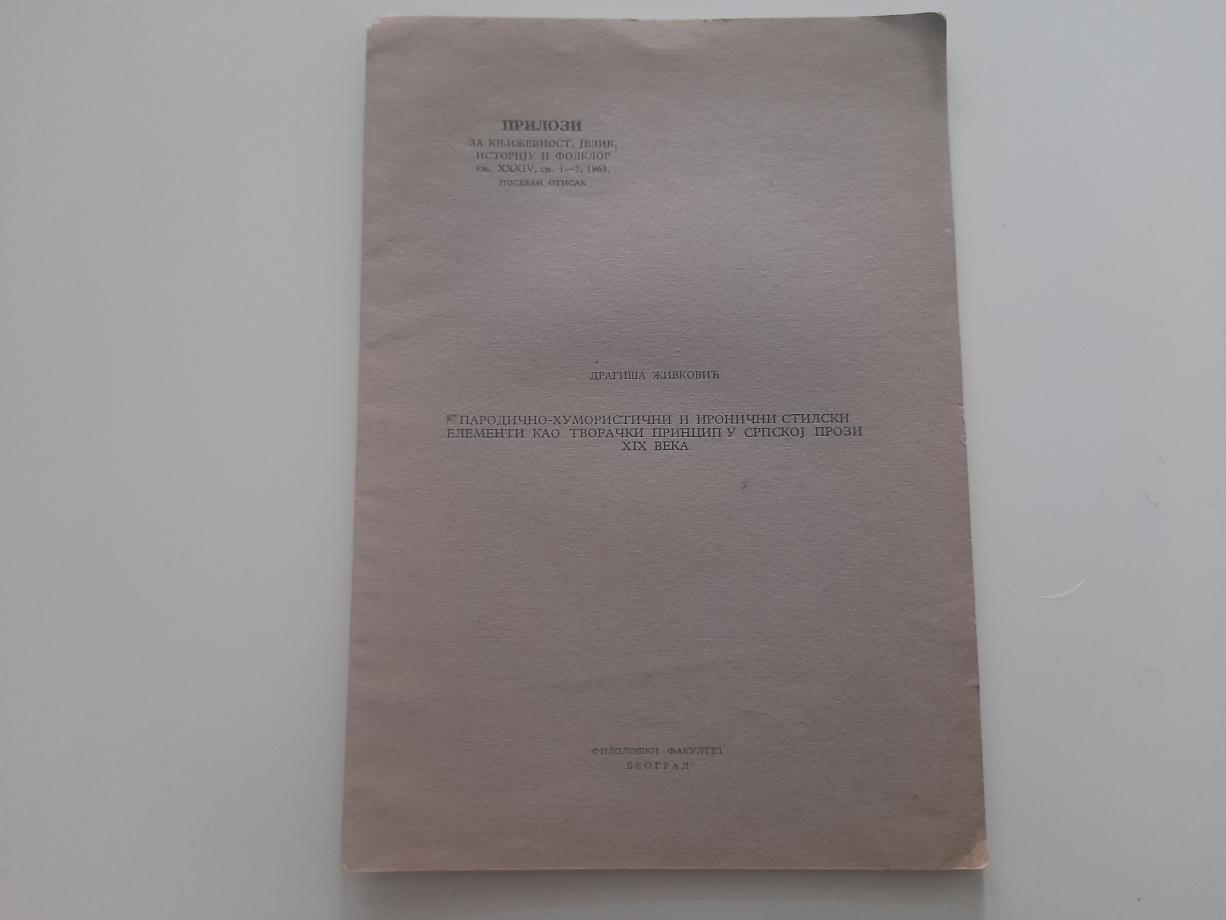 ПРИЛОЗИ
ЗА КЊИЖЕВНОСТ, ЈЕЗИК,
ИСТОРИЈУ И ФОЛКЛОР
књ. XXXIV, св. 1—2, 1968.
ПОСЕБАН ОТИСАК
ДРАГИША ЖИВКОВИЋ
ПАРОДИЧНО-ХУМОРИСТИЧНИ И ИРОНИЧНИ СТИЛСКИ
ЕЛЕМЕНТИ КАО ТВОРАЧКИ ПРИНЦИП У СРПСКОЈ ПРОЗИ
XIX ВЕКА
ФИЛОЛОШКИ ФАКУЛТЕТ
БЕОГРАД